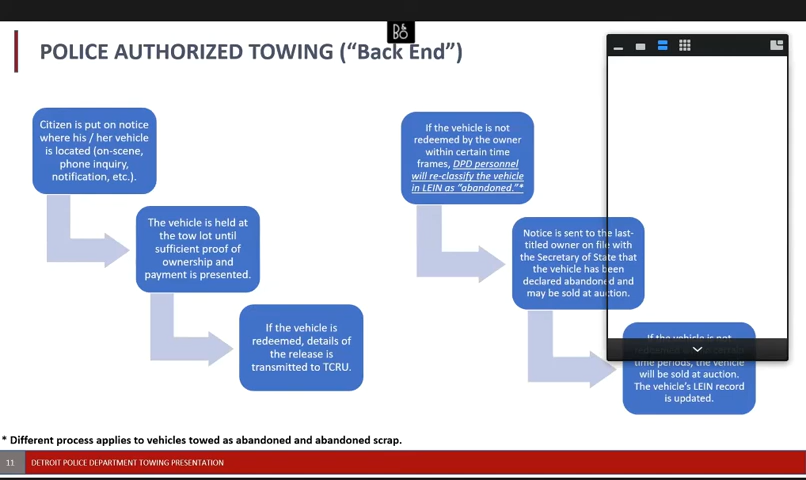 D&
BO
POLICE AUTHORIZED TOWING (“Back End”)
Citizen is put on notice
where his / her vehicle
is located (on-scene,
phone inquiry,
notification, etc.).
The vehicle is held at
the tow lot until
sufficient proof of
ownership and
payment is presented.
If the vehicle is
redeemed, details of
the release is
transmitted to TCRU.
If the vehicle is not
redeemed by the owner
within certain time
frames, DPD personnel
will re-classify the vehicle
in LEIN as “abandoned.”*
Notice is sent to the last-
titled owner on file with
the Secretary of State that
the vehicle has been
declared abandoned and
may be sold at auction.
If the vehicle is not
time periods, the vehicle
will be sold at auction.
The vehicle’s LEIN record
is updated.
* Different process applies to vehicles towed as abandoned and abandoned scrap.
11 DETROIT POLICE DEPARTMENT TOWING PRESENTATION